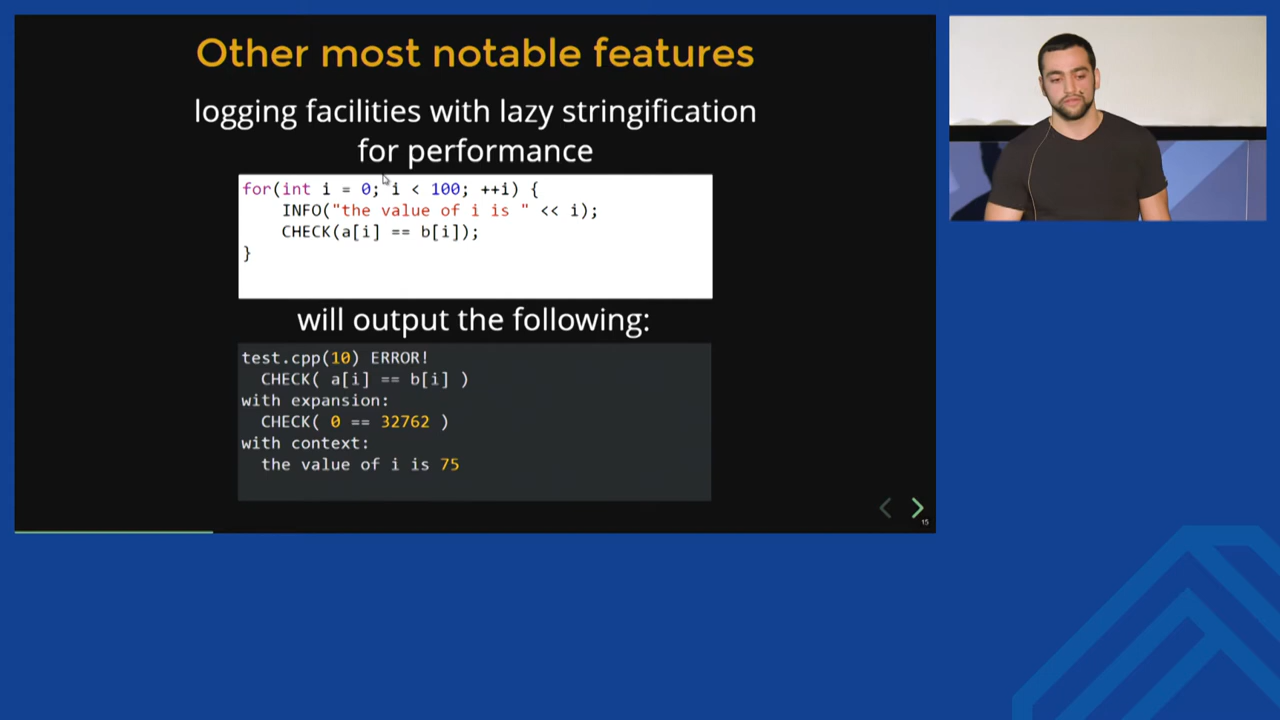 Other most notable features
logging facilities with lazy stringification
for performance
for(int i = 0; i < 100; ++i) {
    INFO("the value of i is " << i);
    CHECK(a[i] == b[i]);
}
will output the following:
test.cpp(10) ERROR!
  CHECK( a[i] == b[i] )
with expansion:
  CHECK( 0 == 32762 )
with context:
  the value of i is 75
15